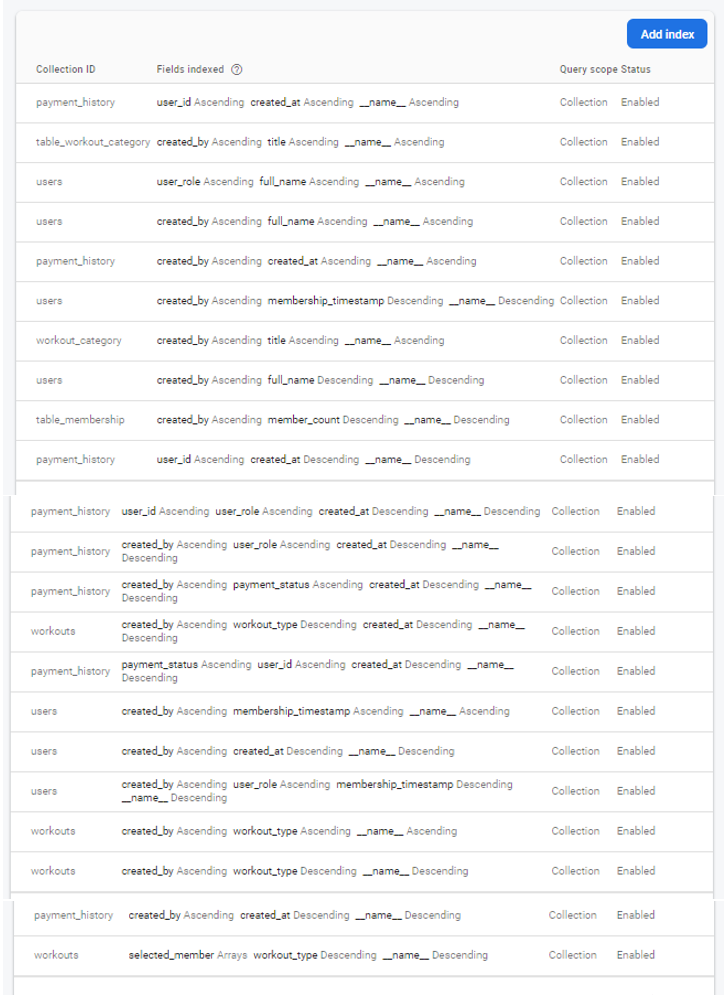 Add index
Collection ID Fields indexed Query scope Status
payment_history user_id Ascending created_at Ascending __name__ Ascending Collection Enabled
table_workout_category created_by Ascending title Ascending __name__ Ascending Collection Enabled
users user_role Ascending full_name Ascending __name__ Ascending Collection Enabled
users created_by Ascending full_name Ascending __name__ Ascending Collection Enabled
payment_history created_by Ascending created_at Ascending __name__ Ascending Collection Enabled
users created_by Ascending membership_timestamp Descending __name__ Descending Collection Enabled
workout_category created_by Ascending title Ascending __name__ Ascending Collection Enabled
users created_by Ascending full_name Descending __name__ Descending Collection Enabled
table_membership created_by Ascending member_count Descending __name__ Descending Collection Enabled
payment_history user_id Ascending created_at Descending __name__ Descending Collection Enabled
payment_history user_id Ascending user_role Ascending created_at Descending __name__ Descending Collection Enabled
payment_history created_by Ascending user_role Ascending created_at Descending __name__ Collection Enabled
Descending
payment_history created_by Ascending payment_status Ascending created_at Descending __name__ Collection Enabled
Descending
workouts created_by Ascending workout_type Descending created_at Descending __name__ Collection Enabled
Descending
payment_history payment_status Ascending user_id Ascending created_at Descending __name__ Collection Enabled
Descending
users created_by Ascending membership_timestamp Ascending __name__ Ascending Collection Enabled
users created_by Ascending created_at Descending __name__ Descending Collection Enabled
users created_by Ascending user_role Ascending membership_timestamp Descending Collection Enabled
__name__ Descending
workouts created_by Ascending workout_type Ascending __name__ Ascending Collection Enabled
workouts created_by Ascending workout_type Descending __name__ Descending Collection Enabled
payment_history created_by Ascending created_at Descending __name__ Descending Collection Enabled
workouts selected_member Arrays workout_type Descending __name__ Descending Collection Enabled